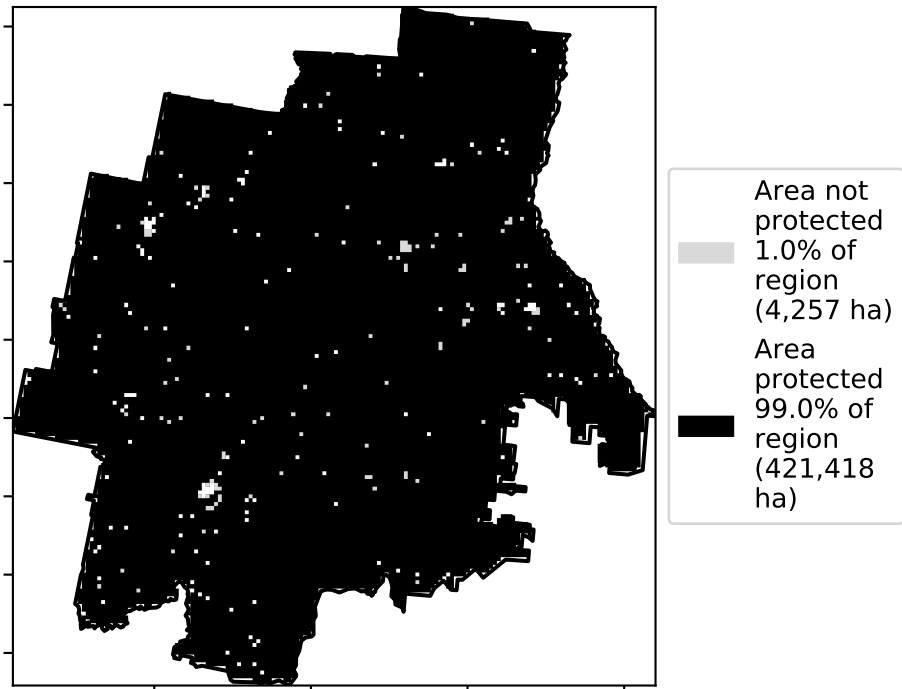 Area not
protected
1.0% of
region
(4,257 ha)
Area
protected
99.0% of
region
(421,418
ha)